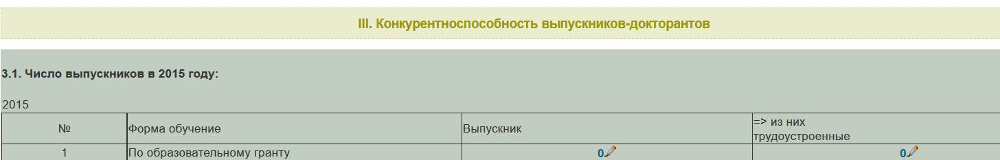 III. Конкурентноспособность выпускников-докторантов
3.1. Число выпускников в 2015 году:
2015
№ Форма обучение Выпускник => из них
трудоустроенные
1 По образовательному гранту 0 0